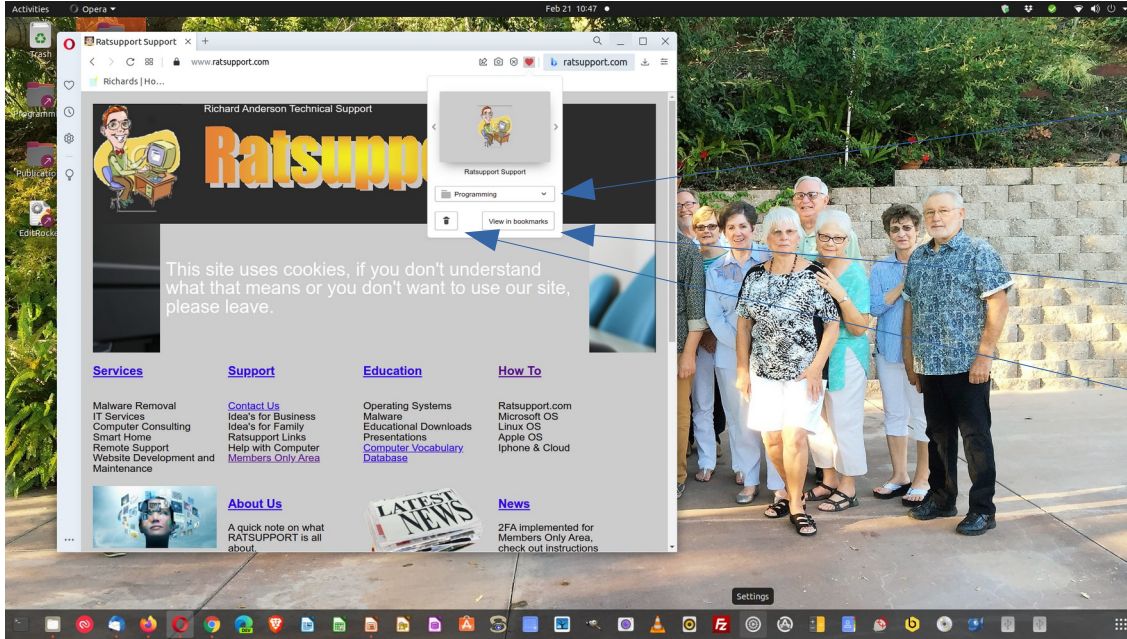 Activities
Opera
Feb 21 10:47
Trash
Programm
Publicatio
EditRocke
Ratsupport Support
www.ratsupport.com
ratsupport.com
Richards | Ho...
Richard Anderson Technical Support
Ratsupp
Ratsupport Support
Programming
View in bookmarks
This site uses cookies, if you don't understand
what that means or you don't want to use our site,
please leave.
Services
Malware Removal
IT Services
Computer Consulting
Smart Home
Remote Support
Website Development and
Maintenance
Support
Contact Us
Idea's for Business
Idea's for Family
Ratsupport Links
Help with Computer
Members Only Area
Education
Operating Systems
Malware
Educational Downloads
Presentations
Computer Vocabulary
Database
How To
Ratsupport.com
Microsoft OS
Linux OS
Apple OS
Iphone & Cloud
About Us
A quick note on what
RATSUPPORT is all
about.
LATEST
NEWS
News
2FA implemented for
Members Only Area,
check out instructions
Settings
DEV